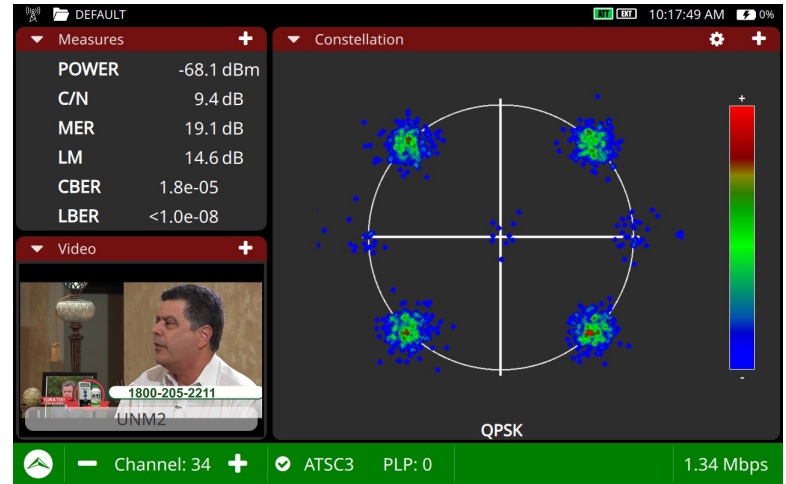 DEFAULT
ATT EXT 10:17:49 AM 0%
Measures +
POWER -68.1 dBm
C/N 9.4 dB
MER 19.1 dB
LM 14.6 dB
CBER 1.8e-05
LBER <1.0e-08
Video +
1800-205-2211
UNM2
Constellation +
+
-
QPSK
Channel: 34 ATSC3 PLP: 0 1.34 Mbps